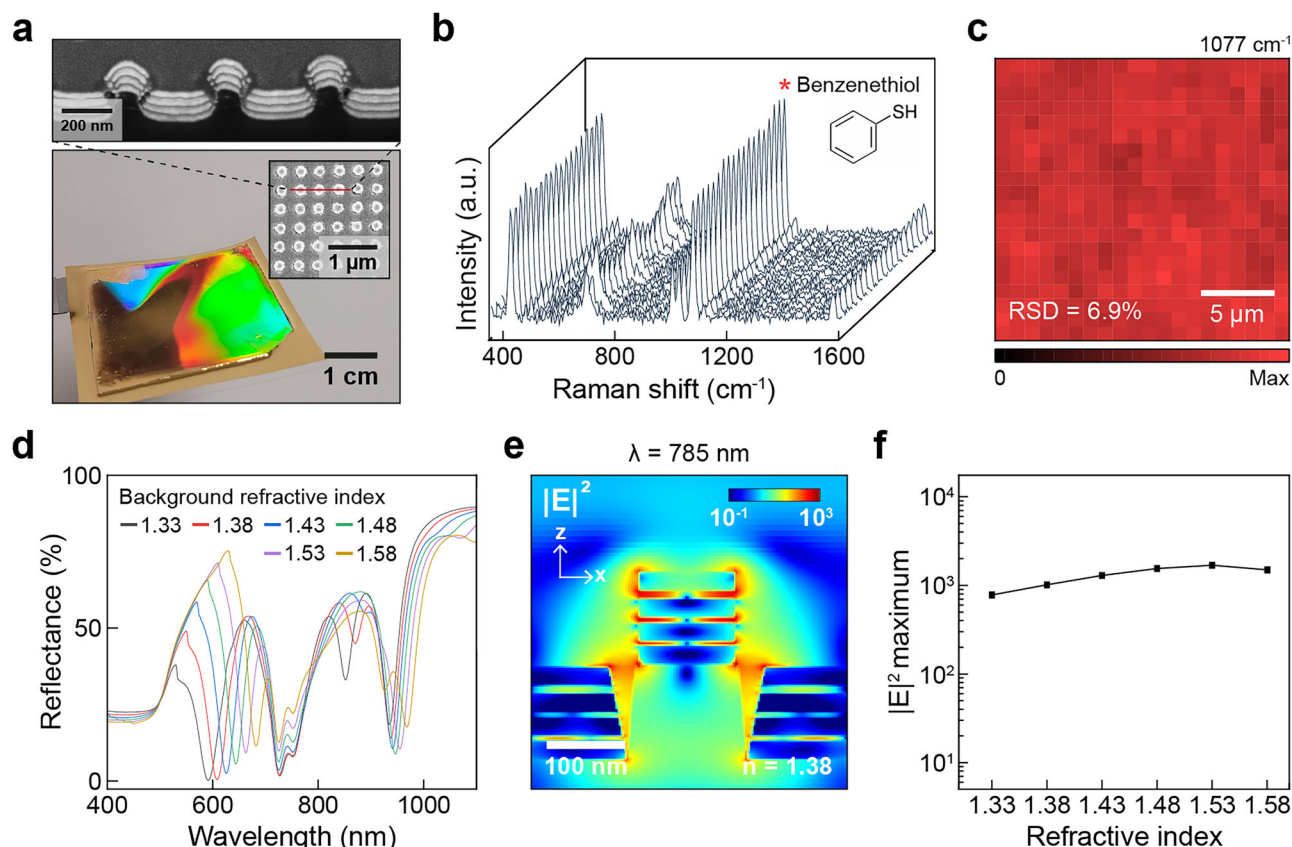 a
200 nm
1 μm
1 cm
b
* Benzenethiol
SH
Intensity (a.u.)
400
800
1200
1600
Raman shift (cm⁻¹)
c
1077 cm⁻¹
RSD = 6.9%
5 μm
0
Max
d
100
50
0
Reflectance (%)
Background refractive index
1.33 1.38 1.43 1.48
1.53 1.58
400 600 800 1000
Wavelength (nm)
e
λ = 785 nm
|E|²
10⁻¹ 10³
z
x
100 nm
n = 1.38
f
|E|² maximum
10⁴
10³
10²
10¹
1.33 1.38 1.43 1.48 1.53 1.58
Refractive index